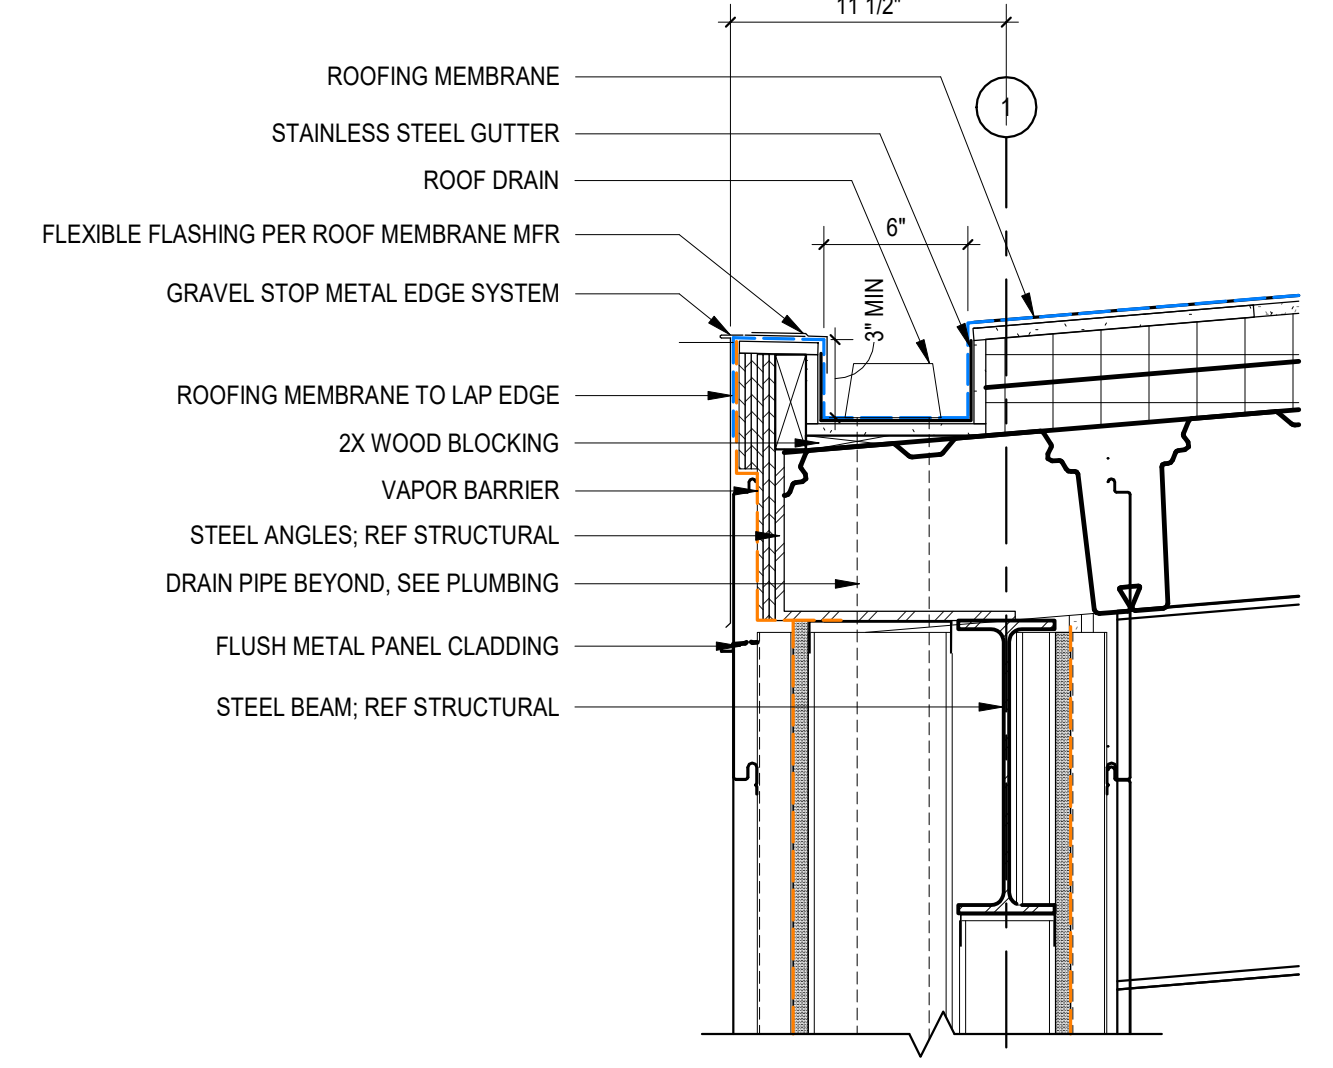 11 1/2"
ROOFING MEMBRANE
1
STAINLESS STEEL GUTTER
ROOF DRAIN
FLEXIBLE FLASHING PER ROOF MEMBRANE MFR
6"
GRAVEL STOP METAL EDGE SYSTEM
3" MIN
ROOFING MEMBRANE TO LAP EDGE
2X WOOD BLOCKING
VAPOR BARRIER
STEEL ANGLES; REF STRUCTURAL
DRAIN PIPE BEYOND, SEE PLUMBING
FLUSH METAL PANEL CLADDING
STEEL BEAM; REF STRUCTURAL